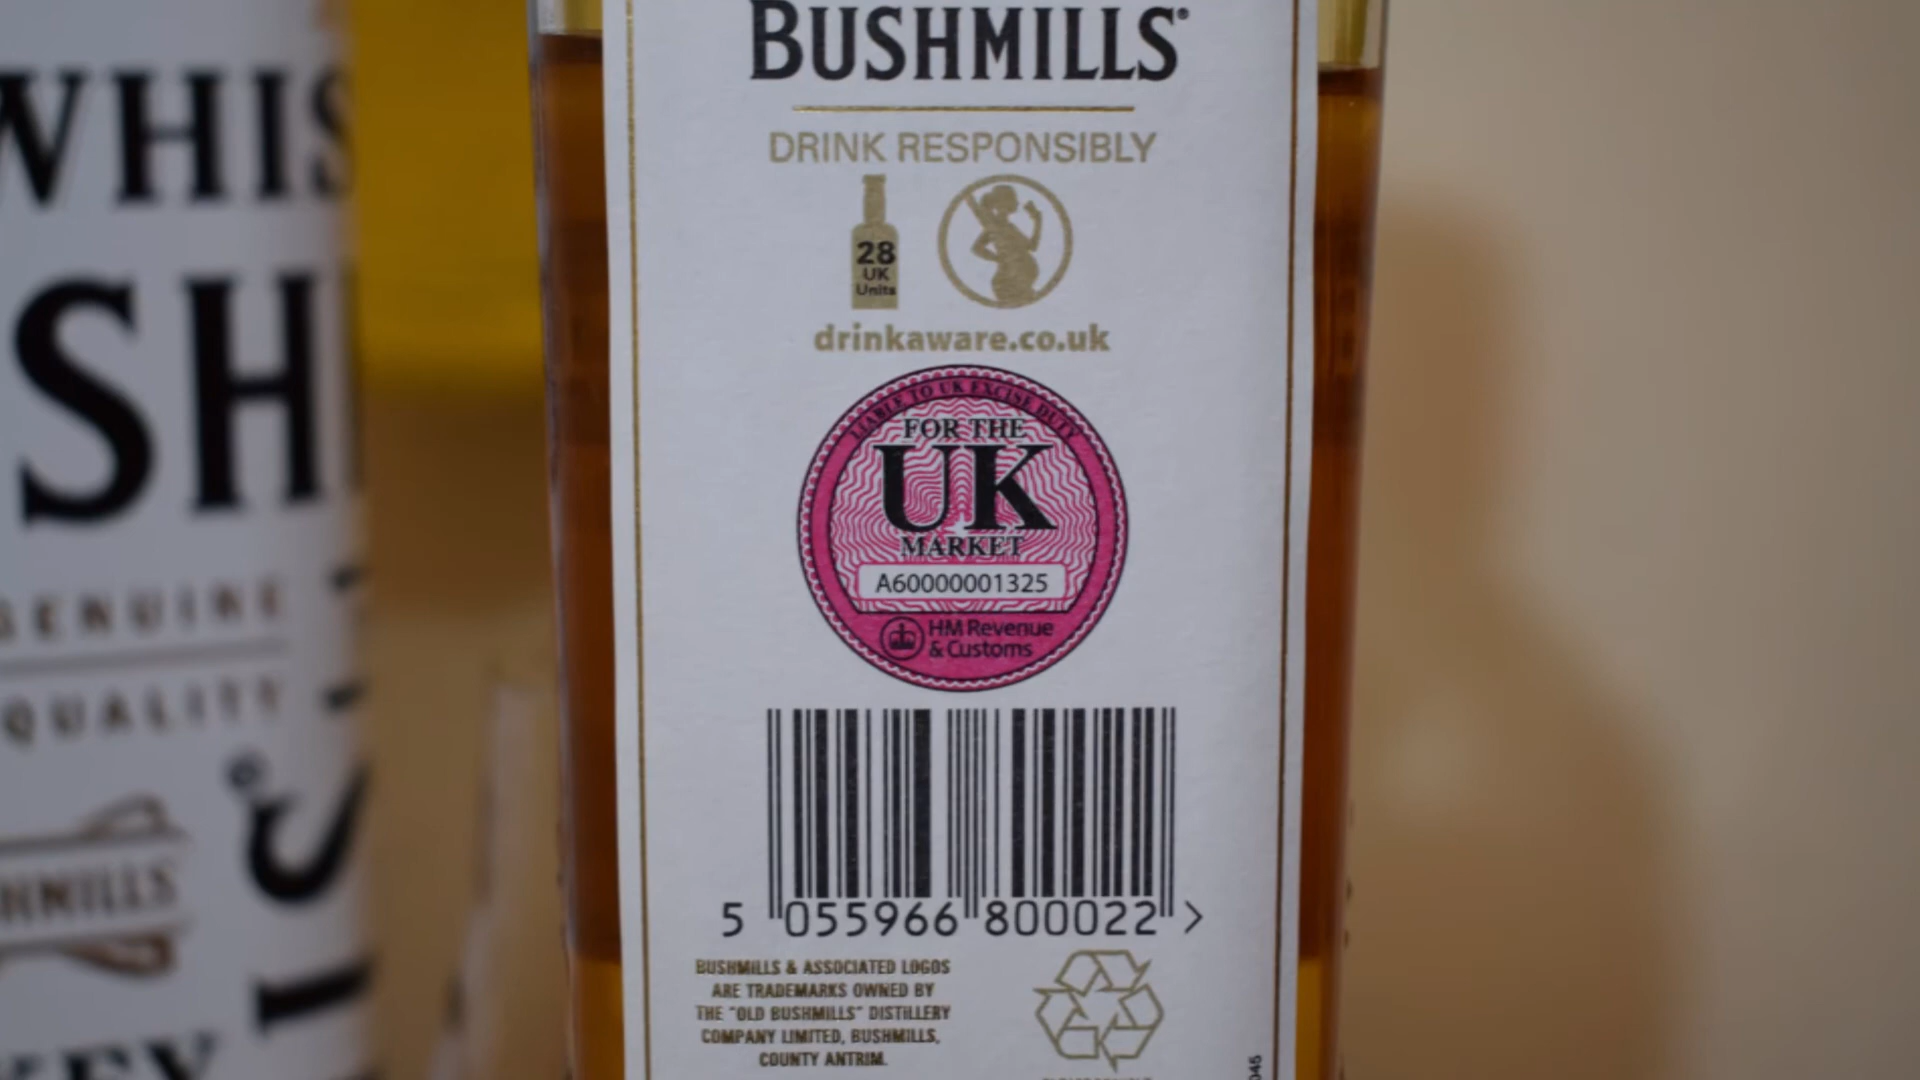 WHIS
SH
GENUINE
QUALITY
HMILLS
KEY
BUSHMILLS®
DRINK RESPONSIBLY
28
UK
Units
drinkaware.co.uk
LIABLE TO UK EXCISE DUTY
FOR THE
UK
MARKET
A60000001325
HM Revenue
& Customs
5 055966 800022 >
BUSHMILLS & ASSOCIATED LOGOS
ARE TRADEMARKS OWNED BY
THE "OLD BUSHMILLS" DISTILLERY
COMPANY LIMITED, BUSHMILLS,
COUNTY ANTRIM.